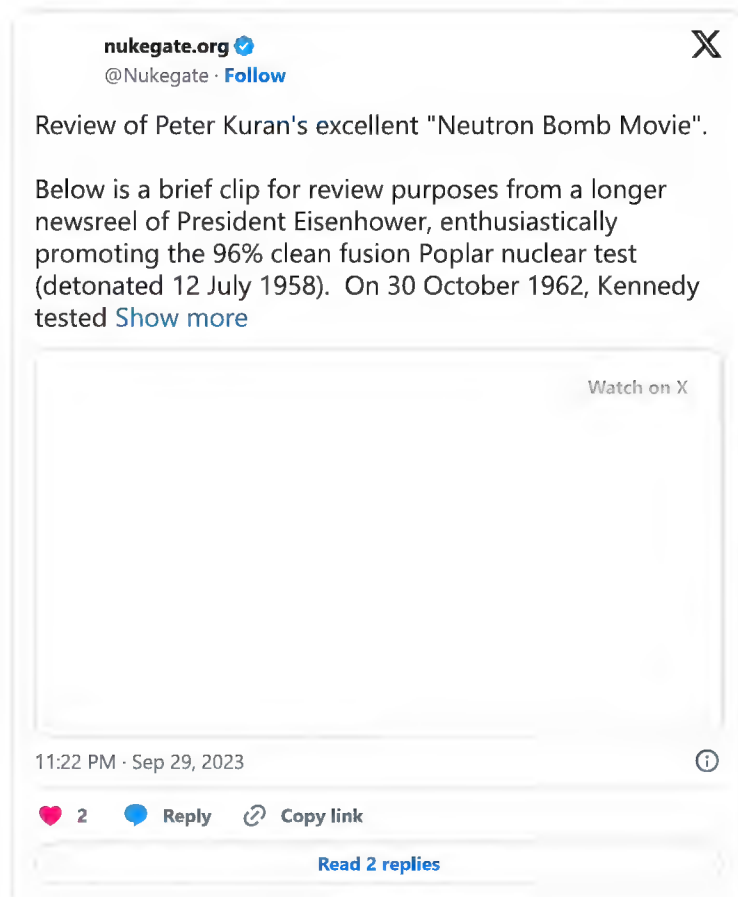 nukegate.org
@Nukegate · Follow
Review of Peter Kuran's excellent "Neutron Bomb Movie".
Below is a brief clip for review purposes from a longer
newsreel of President Eisenhower, enthusiastically
promoting the 96% clean fusion Poplar nuclear test
(detonated 12 July 1958).  On 30 October 1962, Kennedy
tested Show more
Watch on X
11:22 PM · Sep 29, 2023
2 Reply Copy link
Read 2 replies